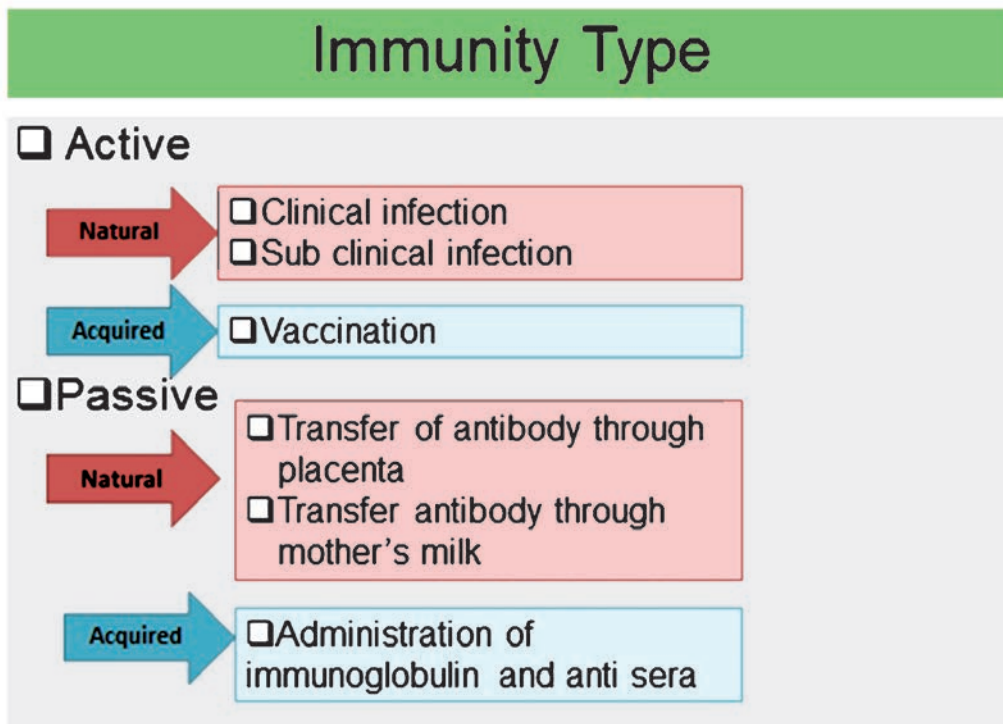 Immunity Type
❑ Active
Natural
❑Clinical infection
❑Sub clinical infection
Acquired
❑Vaccination
❑Passive
Natural
❑Transfer of antibody through
placenta
❑Transfer antibody through
mother's milk
Acquired
❑Administration of
immunoglobulin and anti sera